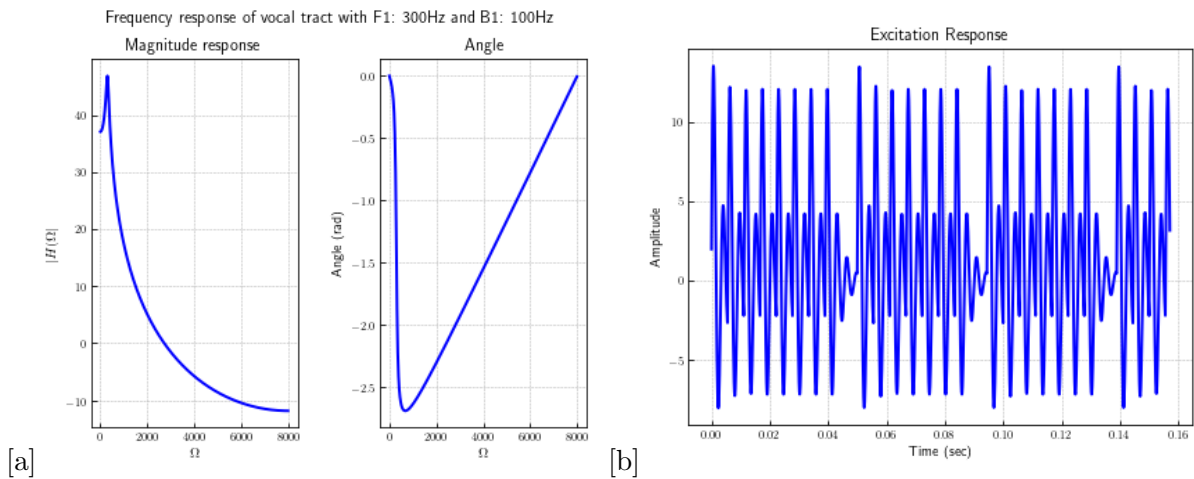 Frequency response of vocal tract with F1: 300Hz and B1: 100Hz
Magnitude response
|H(Ω|
40
30
20
10
0
−10
0 2000 4000 6000 8000
Ω
Angle
Angle (rad)
0.0
−0.5
−1.0
−1.5
−2.0
−2.5
0 2000 4000 6000 8000
Ω
[a]
Excitation Response
Amplitude
10
5
0
−5
0.00 0.02 0.04 0.06 0.08 0.10 0.12 0.14 0.16
Time (sec)
[b]